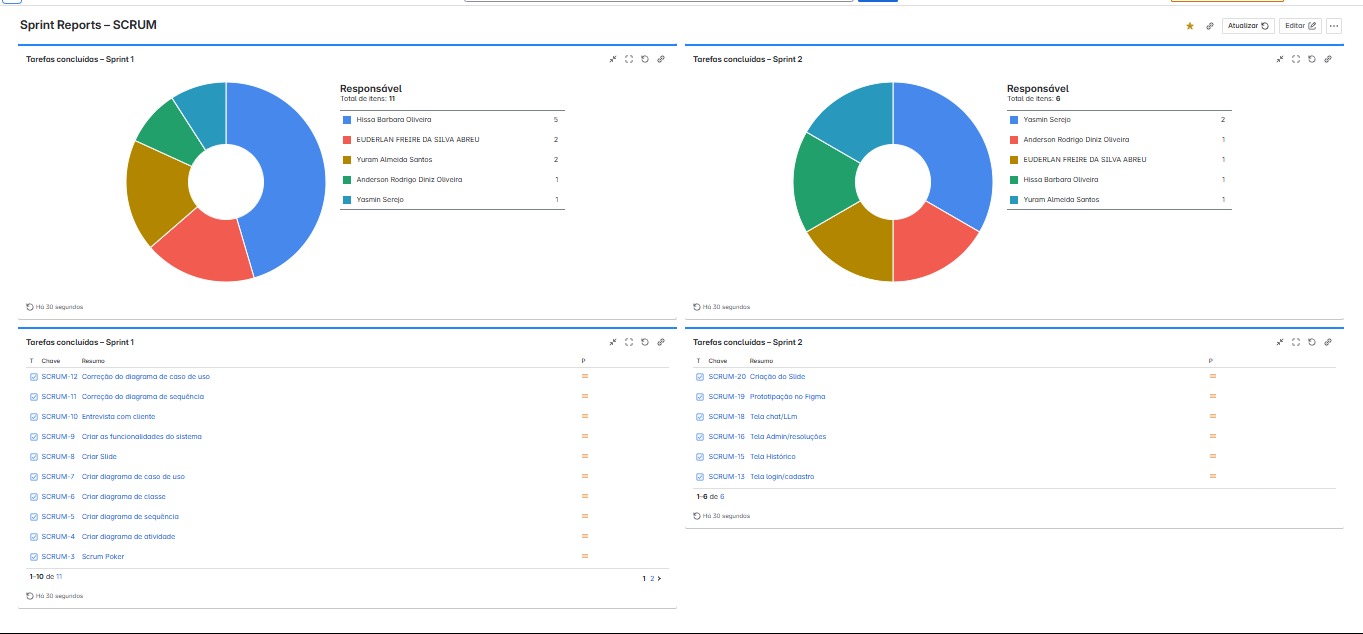 Sprint Reports – SCRUM
Atualizar
Editar
Tarefas concluídas – Sprint 1
Responsável
Total de itens: 11
Hissa Barbara Oliveira 5
EUDERLAN FREIRE DA SILVA ABREU 2
Yuram Almeida Santos 2
Anderson Rodrigo Diniz Oliveira 1
Yasmin Serejo 1
Há 30 segundos
Tarefas concluídas – Sprint 2
Responsável
Total de itens: 6
Yasmin Serejo 2
Anderson Rodrigo Diniz Oliveira 1
EUDERLAN FREIRE DA SILVA ABREU 1
Hissa Barbara Oliveira 1
Yuram Almeida Santos 1
Há 30 segundos
Tarefas concluídas – Sprint 1
T Chave Resumo P
SCRUM-12 Correção do diagrama de caso de uso
SCRUM-11 Correção do diagrama de sequência
SCRUM-10 Entrevista com cliente
SCRUM-9 Criar as funcionalidades do sistema
SCRUM-8 Criar Slide
SCRUM-7 Criar diagrama de caso de uso
SCRUM-6 Criar diagrama de classe
SCRUM-5 Criar diagrama de sequência
SCRUM-4 Criar diagrama de atividade
SCRUM-3 Scrum Poker
1–10 de 11
1 2
Há 30 segundos
Tarefas concluídas – Sprint 2
T Chave Resumo P
SCRUM-20 Criação do Slide
SCRUM-19 Prototipação no Figma
SCRUM-18 Tela chat/LLm
SCRUM-16 Tela Admin/resoluções
SCRUM-15 Tela Histórico
SCRUM-13 Tela login/cadastro
1–6 de 6
Há 30 segundos